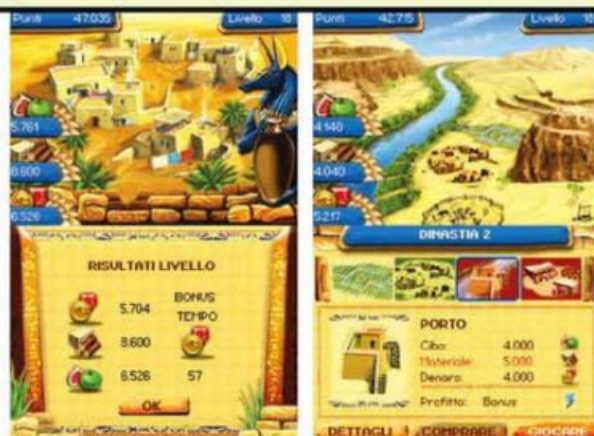 Punti 47.035 Livello 18
5.761
8.600
6.526
RISULTATI LIVELLO
5.704 BONUS TEMPO
8.600
6.526 57
OK
Punti 42.715 Livello 18
4.140
4.040
5.217
DINASTIA 2
PORTO
Cibo: 4.000
Materiale: 5.000
Denaro: 4.000
Profitto: Bonus
DETTAGLI COMPRARE GIOCARE